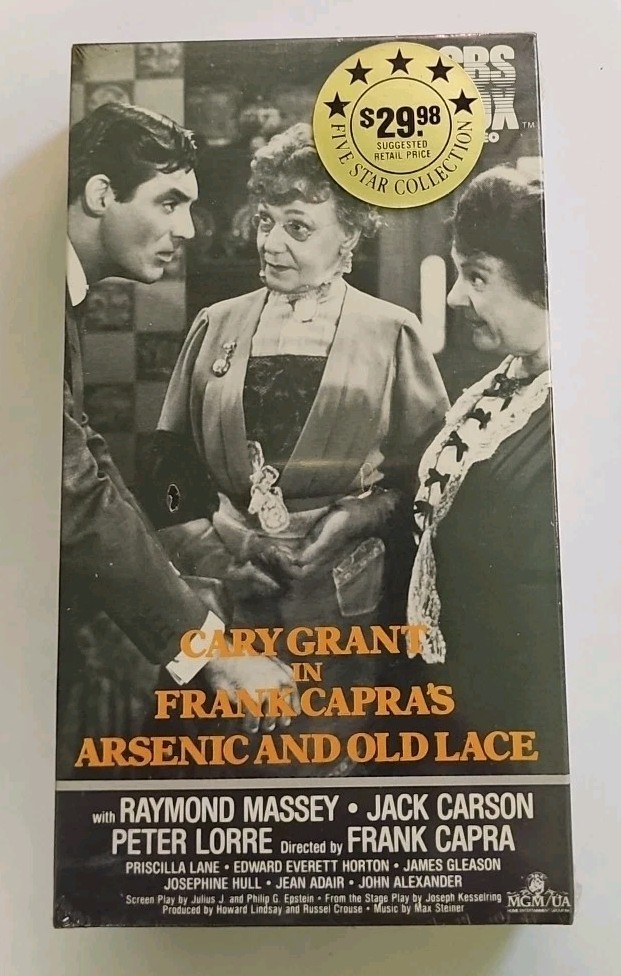 $29.98
SUGGESTED
RETAIL PRICE
FIVE STAR COLLECTION
TM
CARY GRANT
IN
FRANK CAPRA'S
ARSENIC AND OLD LACE
with RAYMOND MASSEY • JACK CARSON
PETER LORRE Directed by FRANK CAPRA
PRISCILLA LANE • EDWARD EVERETT HORTON • JAMES GLEASON
JOSEPHINE HULL • JEAN ADAIR • JOHN ALEXANDER
Screen Play by Julius J. and Philip G. Epstein • From the Stage Play by Joseph Kesselring
Produced by Howard Lindsay and Russel Crouse • Music by Max Steiner
MGM/UA